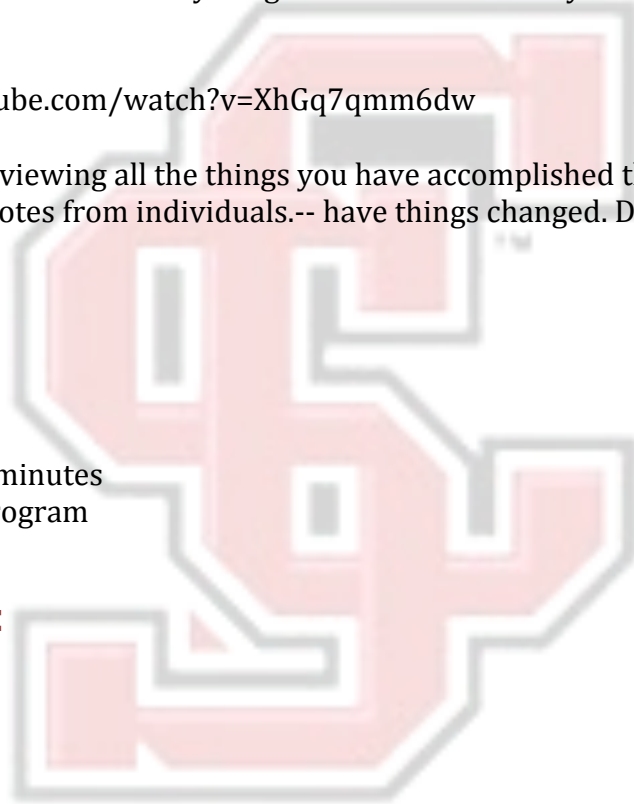 ube.com/watch?v=XhGq7qmm6dw
viewing all the things you have accomplished t
otes from individuals.-- have things changed. D
minutes
ogram